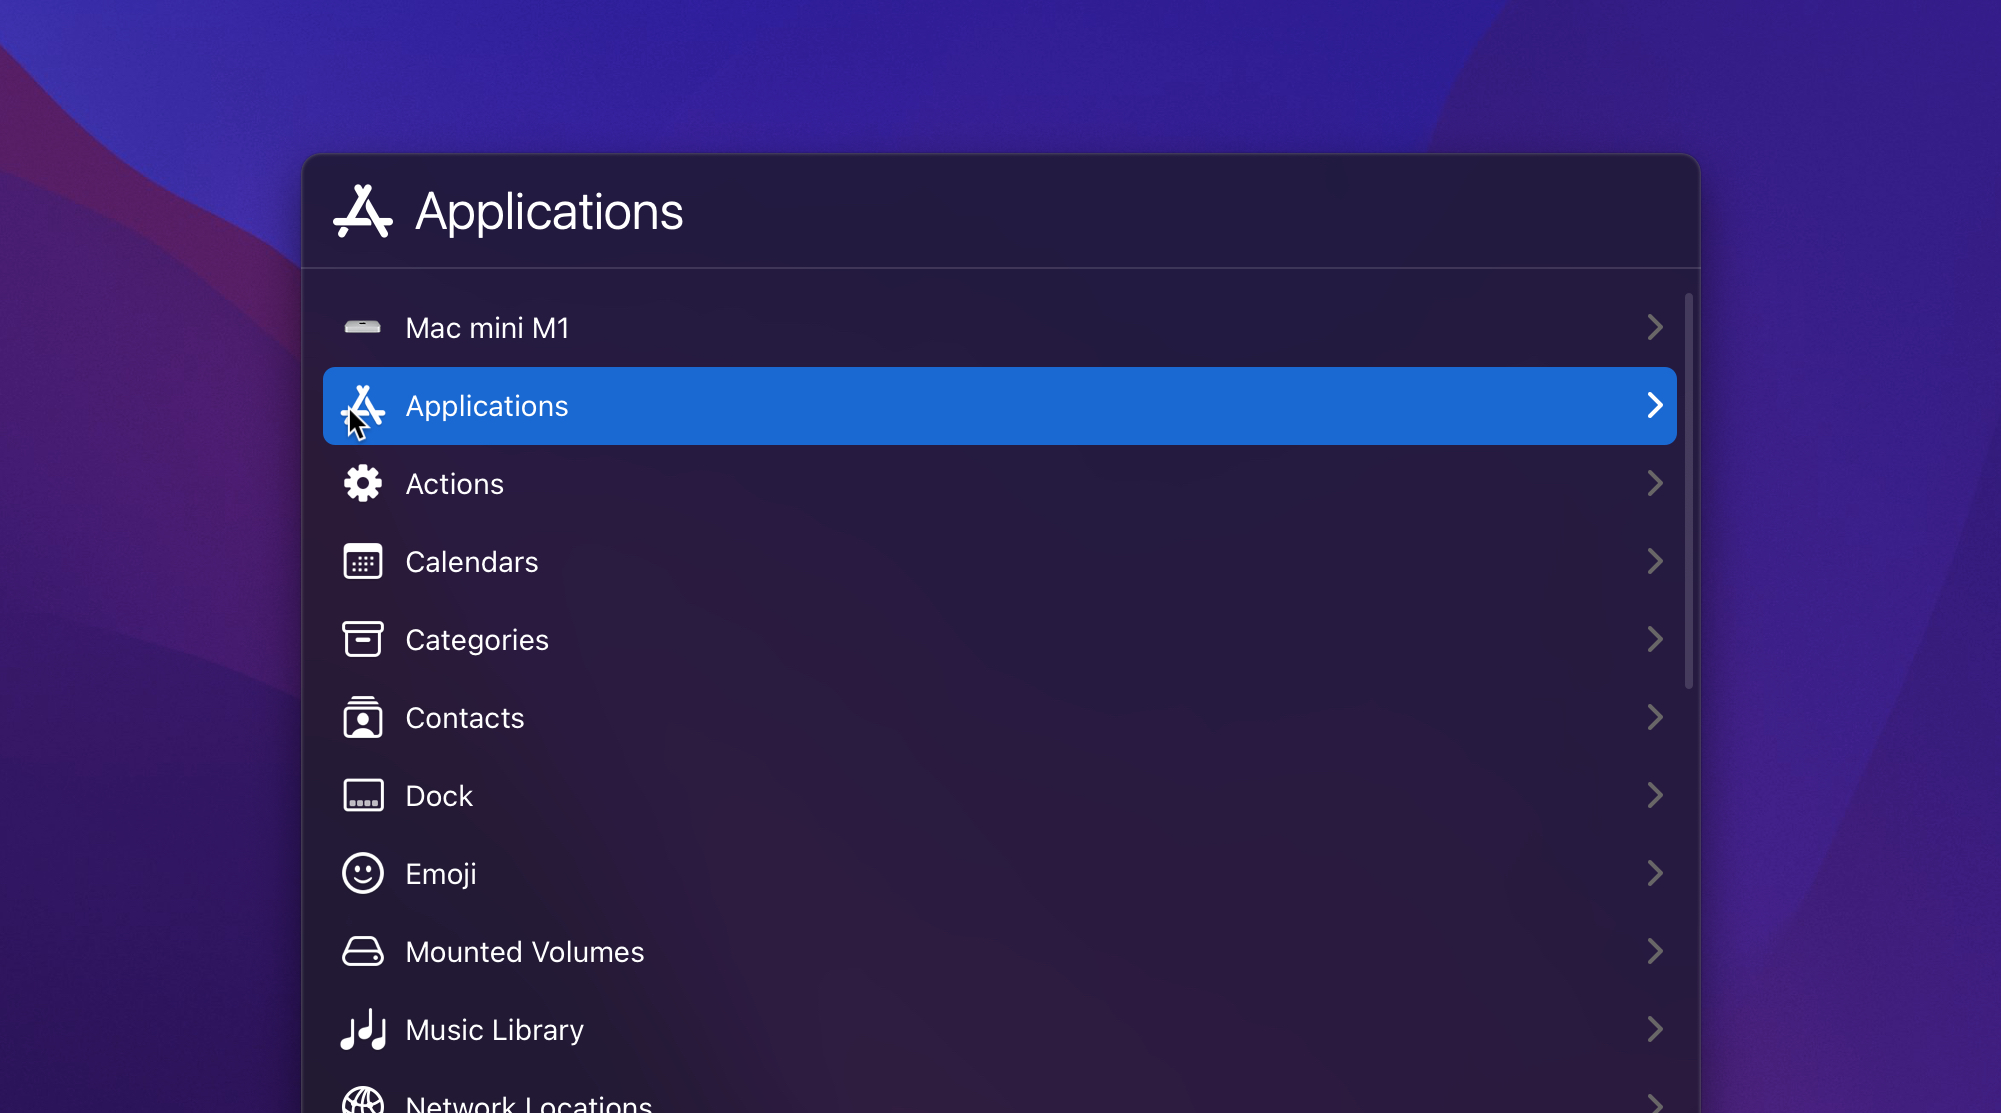 Applications
Mac mini M1
Applications
Actions
Calendars
Categories
Contacts
Dock
Emoji
Mounted Volumes
Music Library
Network Locations